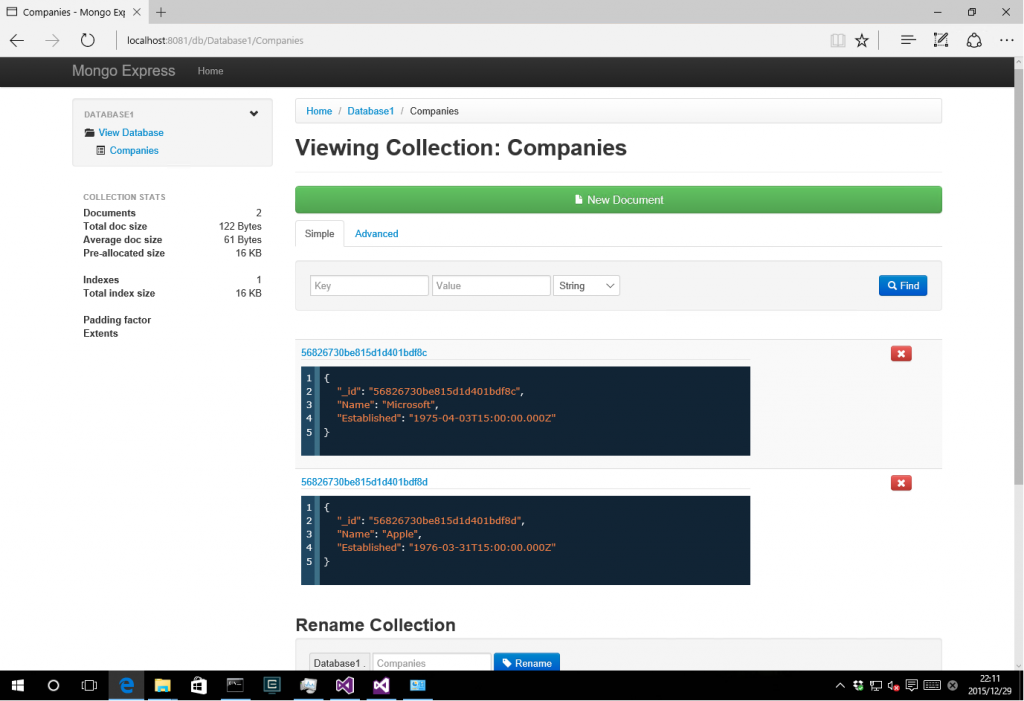 Companies - Mongo Exp
localhost:8081/db/Database1/Companies
Mongo Express Home
DATABASE1
View Database
Companies
COLLECTION STATS
Documents 2
Total doc size 122 Bytes
Average doc size 61 Bytes
Pre-allocated size 16 KB
Indexes 1
Total index size 16 KB
Padding factor
Extents
Home / Database1 / Companies
Viewing Collection: Companies
New Document
Simple Advanced
Key Value String Find
56826730be815d1d401bdf8c
1 {
2 "_id": "56826730be815d1d401bdf8c",
3 "Name": "Microsoft",
4 "Established": "1975-04-03T15:00:00.000Z"
5 }
56826730be815d1d401bdf8d
1 {
2 "_id": "56826730be815d1d401bdf8d",
3 "Name": "Apple",
4 "Established": "1976-03-31T15:00:00.000Z"
5 }
Rename Collection
Database1 . Companies Rename
22:11
2015/12/29